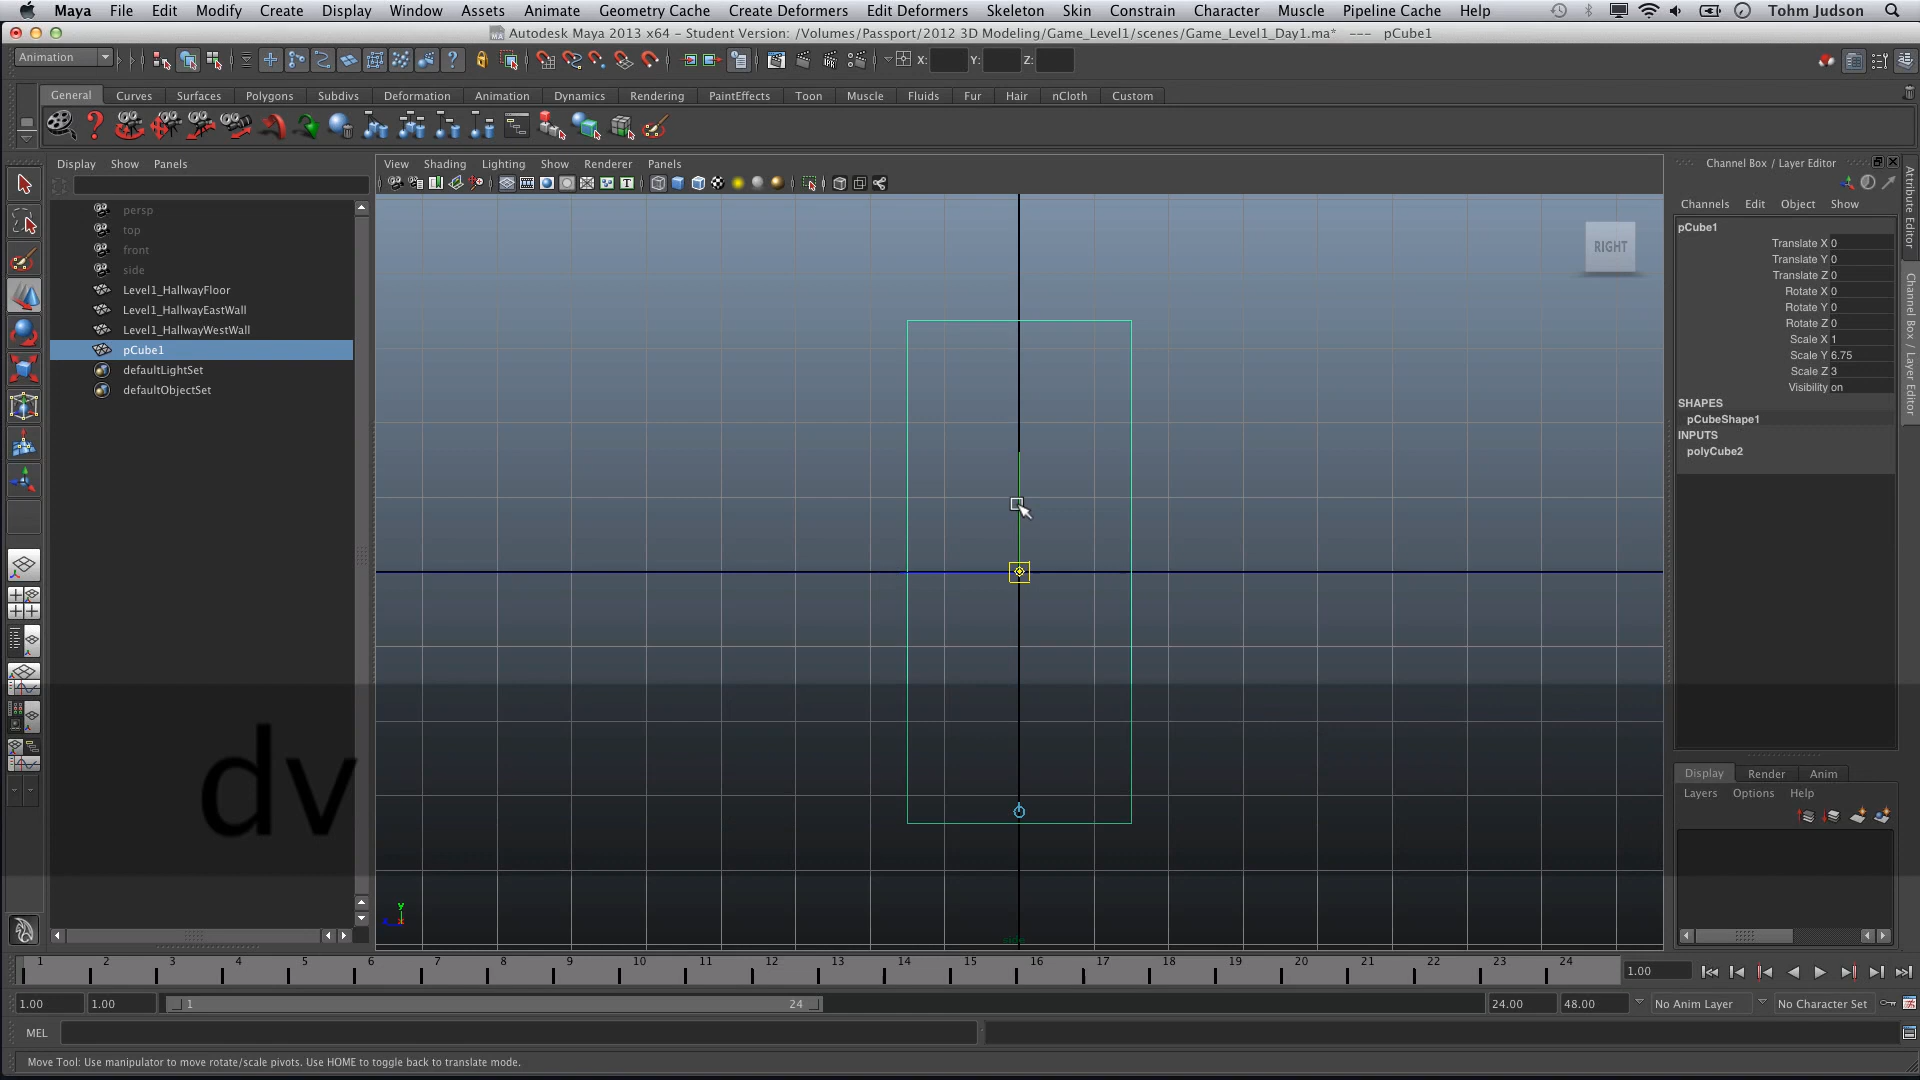 Maya File Edit Modify Create Display Window Assets Animate Geometry Cache Create Deformers Edit Deformers Skeleton Skin Constrain Character Muscle Pipeline Cache Help Tohm Judson
Autodesk Maya 2013 x64 – Student Version: /Volumes/Passport/2012 3D Modeling/Game_Level1/scenes/Game_Level1_Day1.ma* --- pCube1
Animation X: Y: Z:
General Curves Surfaces Polygons Subdivs Deformation Animation Dynamics Rendering PaintEffects Toon Muscle Fluids Fur Hair nCloth Custom
Display Show Panels
View Shading Lighting Show Renderer Panels
persp
top
front
side
Level1_HallwayFloor
Level1_HallwayEastWall
Level1_HallwayWestWall
pCube1
defaultLightSet
defaultObjectSet
RIGHT
dv
y
Channel Box / Layer Editor
Channels Edit Object Show
pCube1
Translate X 0
Translate Y 0
Translate Z 0
Rotate X 0
Rotate Y 0
Rotate Z 0
Scale X 1
Scale Y 6.75
Scale Z 3
Visibility on
SHAPES
pCubeShape1
INPUTS
polyCube2
Attribute Editor
Channel Box / Layer Editor
Display Render Anim
Layers Options Help
1 2 3 4 5 6 7 8 9 10 11 12 13 14 15 16 17 18 19 20 21 22 23 24 1.00
1.00 1.00 1 24 24.00 48.00 No Anim Layer No Character Set
MEL
Move Tool: Use manipulator to move rotate/scale pivots. Use HOME to toggle back to translate mode.